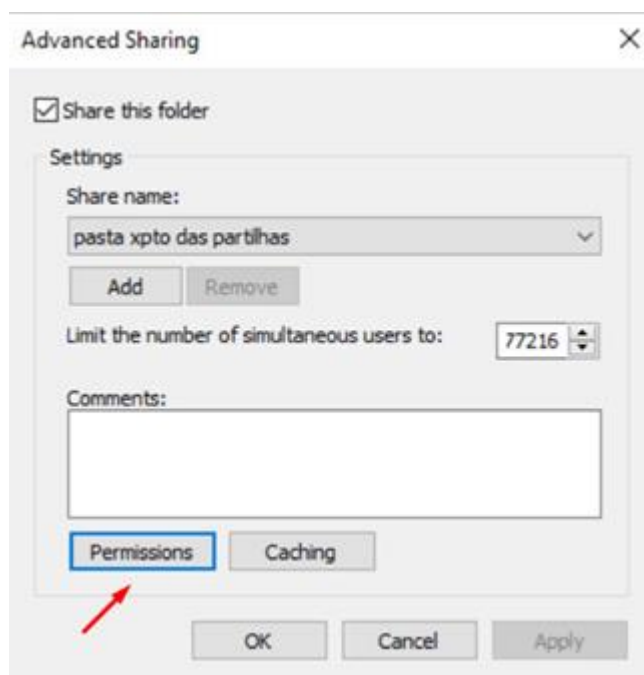 Advanced Sharing
Share this folder
Settings
Share name:
pasta xpto das partilhas
Add Remove
Limit the number of simultaneous users to: 77216
Comments:
Permissions Caching
OK Cancel Apply